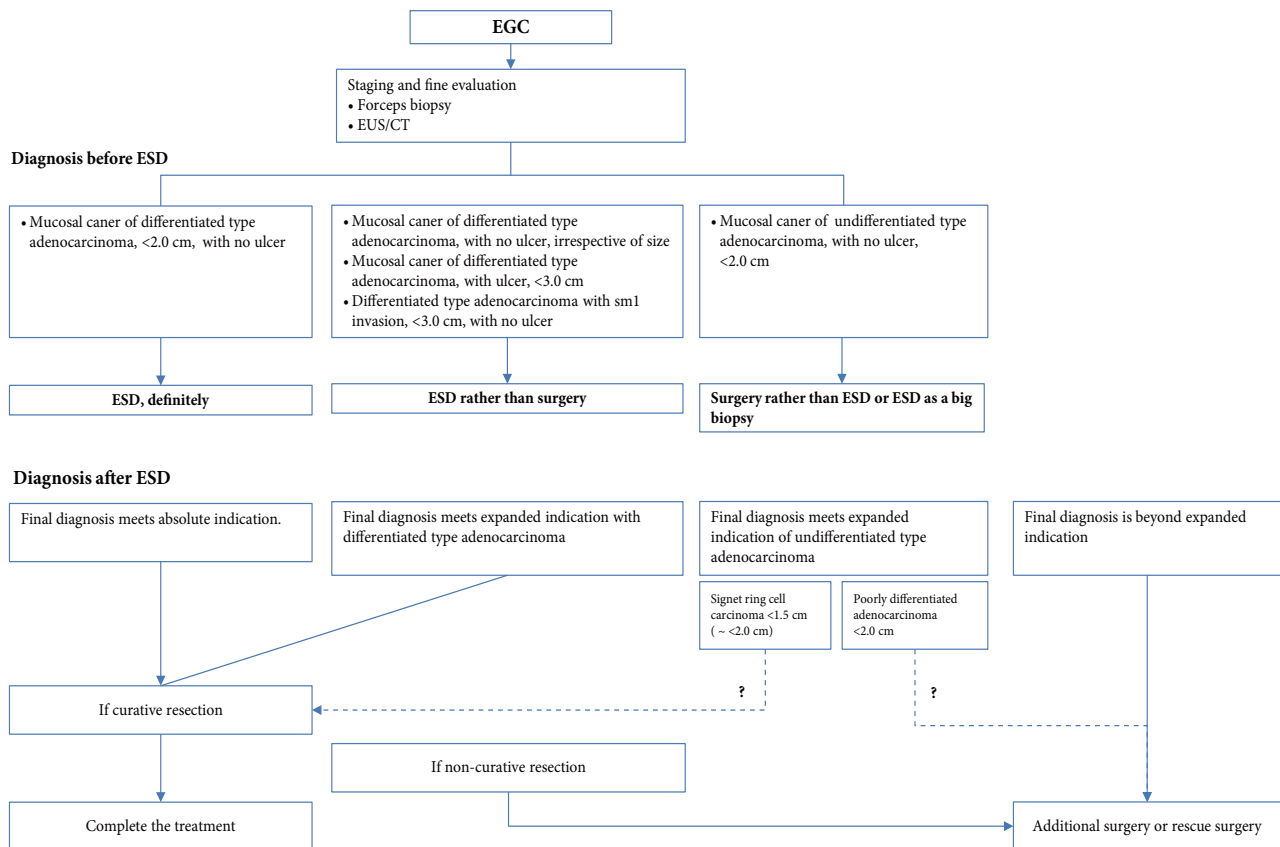 EGC
Staging and fine evaluation
• Forceps biopsy
• EUS/CT
Diagnosis before ESD
• Mucosal caner of differentiated type
adenocarcinoma, <2.0 cm, with no ulcer
• Mucosal caner of differentiated type
adenocarcinoma, with no ulcer, irrespective of size
• Mucosal caner of differentiated type
adenocarcinoma, with ulcer, <3.0 cm
• Differentiated type adenocarcinoma with sm1
invasion, <3.0 cm, with no ulcer
• Mucosal caner of undifferentiated type
adenocarcinoma, with no ulcer,
<2.0 cm
ESD, definitely
ESD rather than surgery
Surgery rather than ESD or ESD as a big
biopsy
Diagnosis after ESD
Final diagnosis meets absolute indication.
Final diagnosis meets expanded indication with
differentiated type adenocarcinoma
Final diagnosis meets expanded
indication of undifferentiated type
adenocarcinoma
Final diagnosis is beyond expanded
indication
Signet ring cell
carcinoma <1.5 cm
( ~ <2.0 cm)
Poorly differentiated
adenocarcinoma
<2.0 cm
?
?
If curative resection
If non-curative resection
Complete the treatment
Additional surgery or rescue surgery